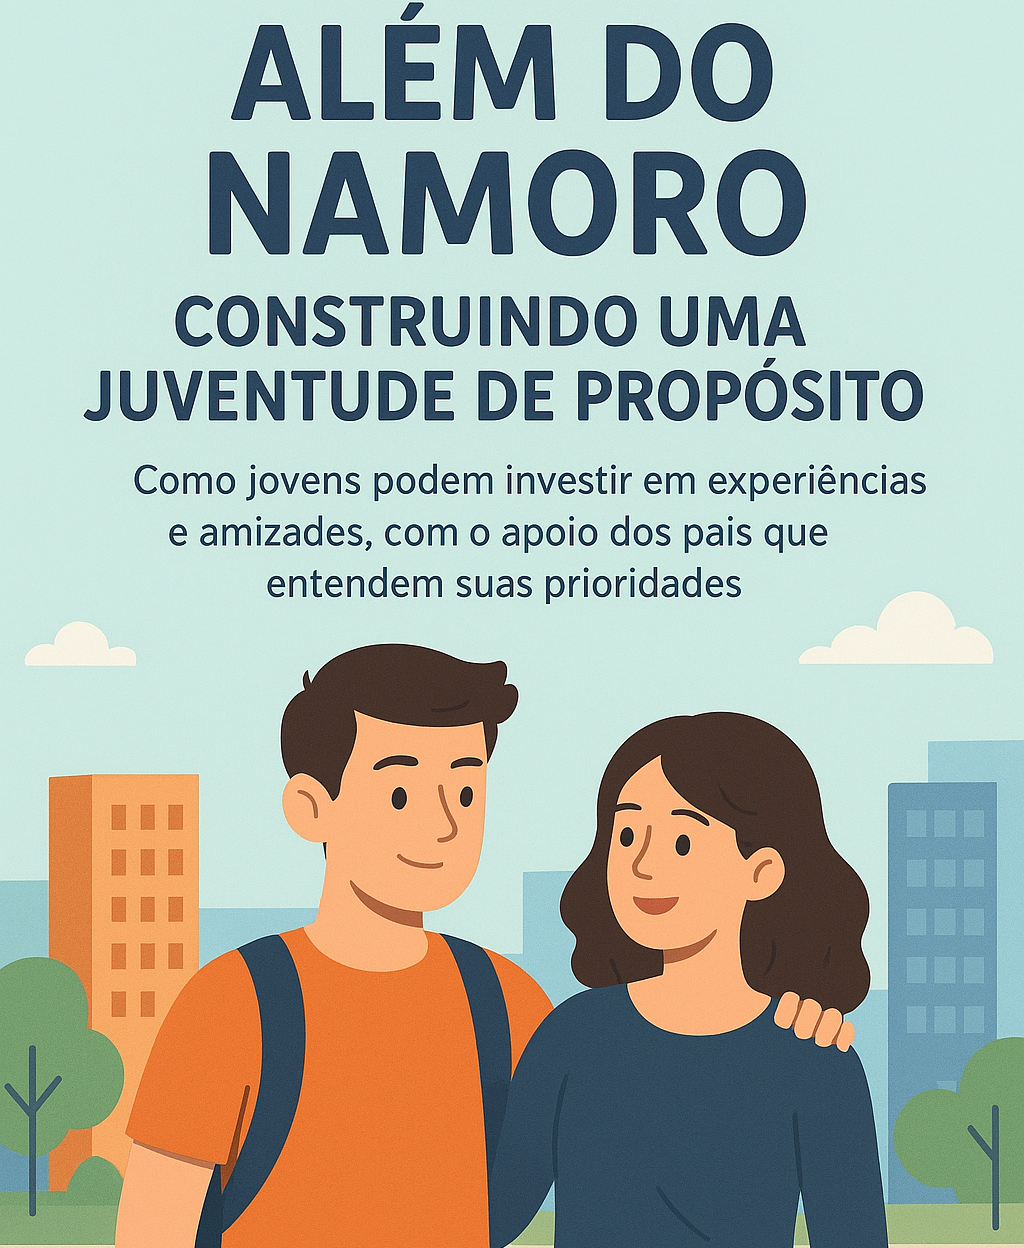 ALÉM DO
NAMORO
CONSTRUINDO UMA
JUVENTUDE DE PROPÓSITO
Como jovens podem investir em experiências
e amizades, com o apoio dos pais que
entendem suas prioridades